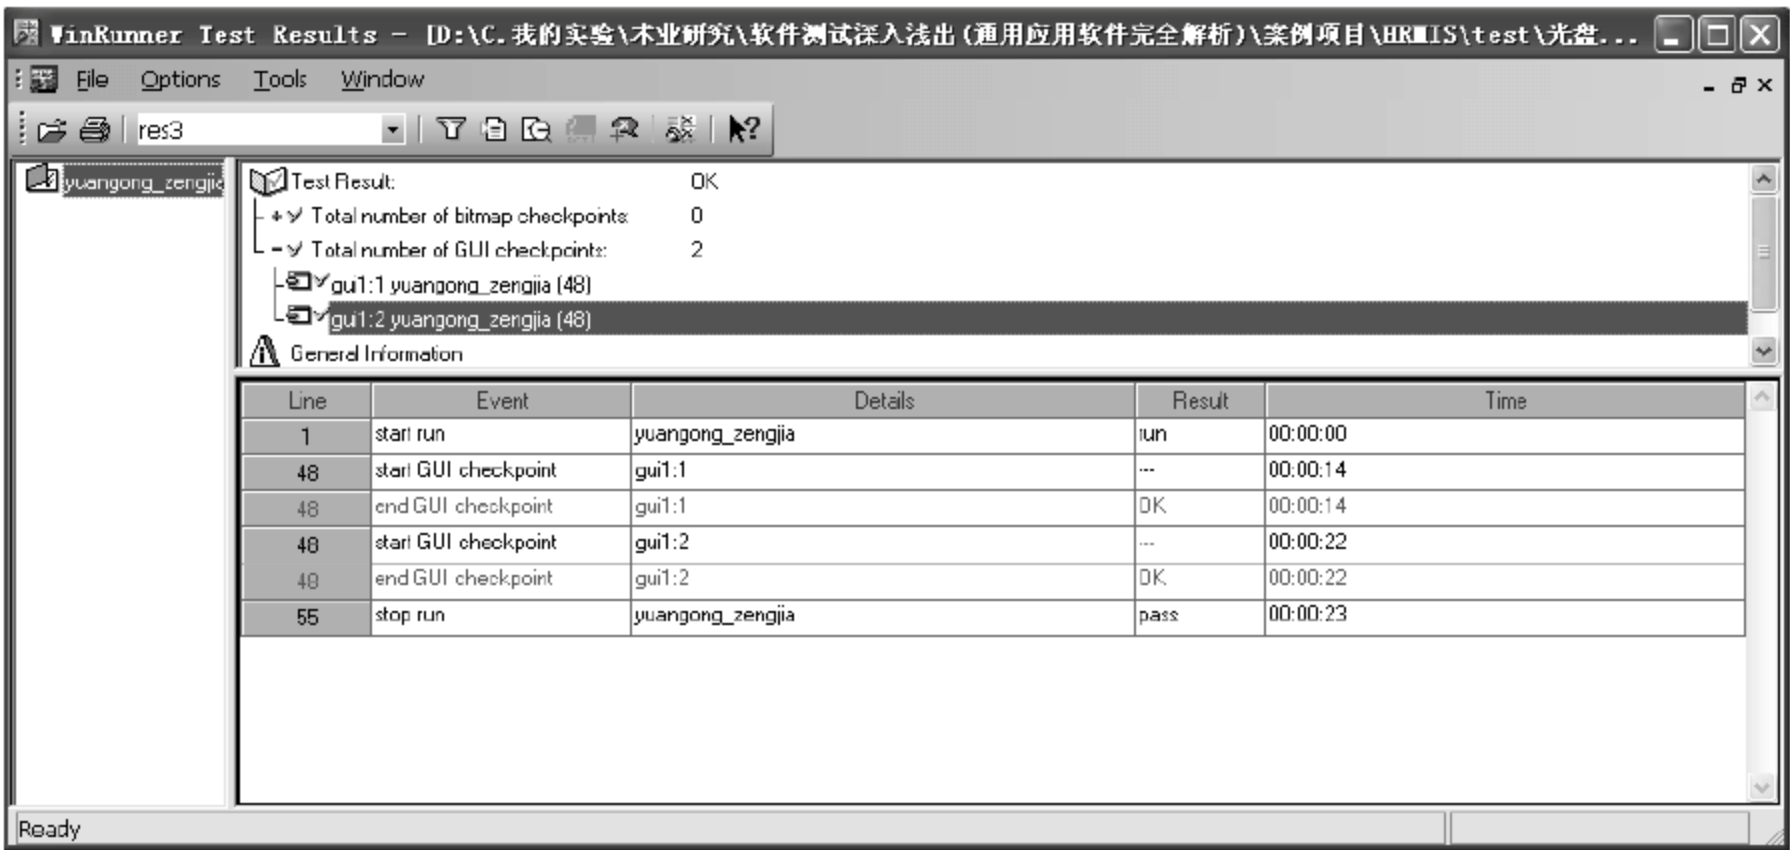 WinRunner Test Results - [D:\C.我的实验\木业研究\软件测试深入浅出(通用应用软件完全解析)\案例项目\HRMIS\test\光盘...
File Options Tools Window
res3
yuangong_zengjia
Test Result: OK
Total number of bitmap checkpoints: 0
Total number of GUI checkpoints: 2
gui1:1 yuangong_zengjia (48)
gui1:2 yuangong_zengjia (48)
General Information
Line Event Details Result Time
1 start run yuangong_zengjia run 00:00:00
48 start GUI checkpoint gui1:1 --- 00:00:14
48 end GUI checkpoint gui1:1 OK 00:00:14
48 start GUI checkpoint gui1:2 --- 00:00:22
48 end GUI checkpoint gui1:2 OK 00:00:22
55 stop run yuangong_zengjia pass 00:00:23
Ready